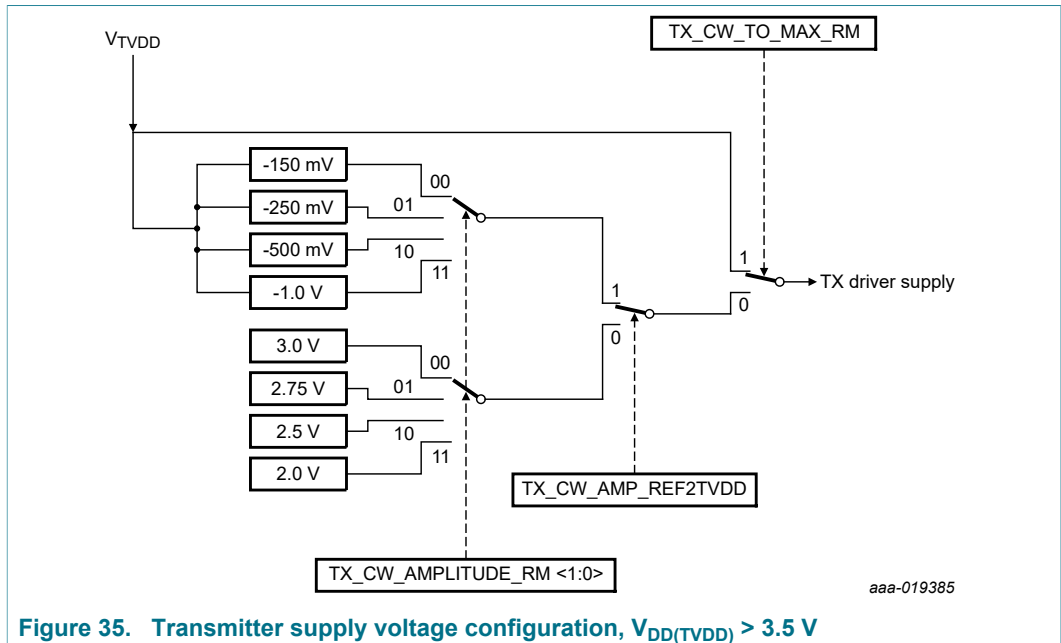 TX_CW_TO_MAX_RM
VTVDD
-150 mV
00
-250 mV
01
-500 mV
10
-1.0 V
11
1
TX driver supply
0
1
0
3.0 V
00
2.75 V
01
2.5 V
10
2.0 V
11
TX_CW_AMP_REF2TVDD
TX_CW_AMPLITUDE_RM <1:0>
aaa-019385
Figure 35. Transmitter supply voltage configuration, VDD(TVDD) > 3.5 V